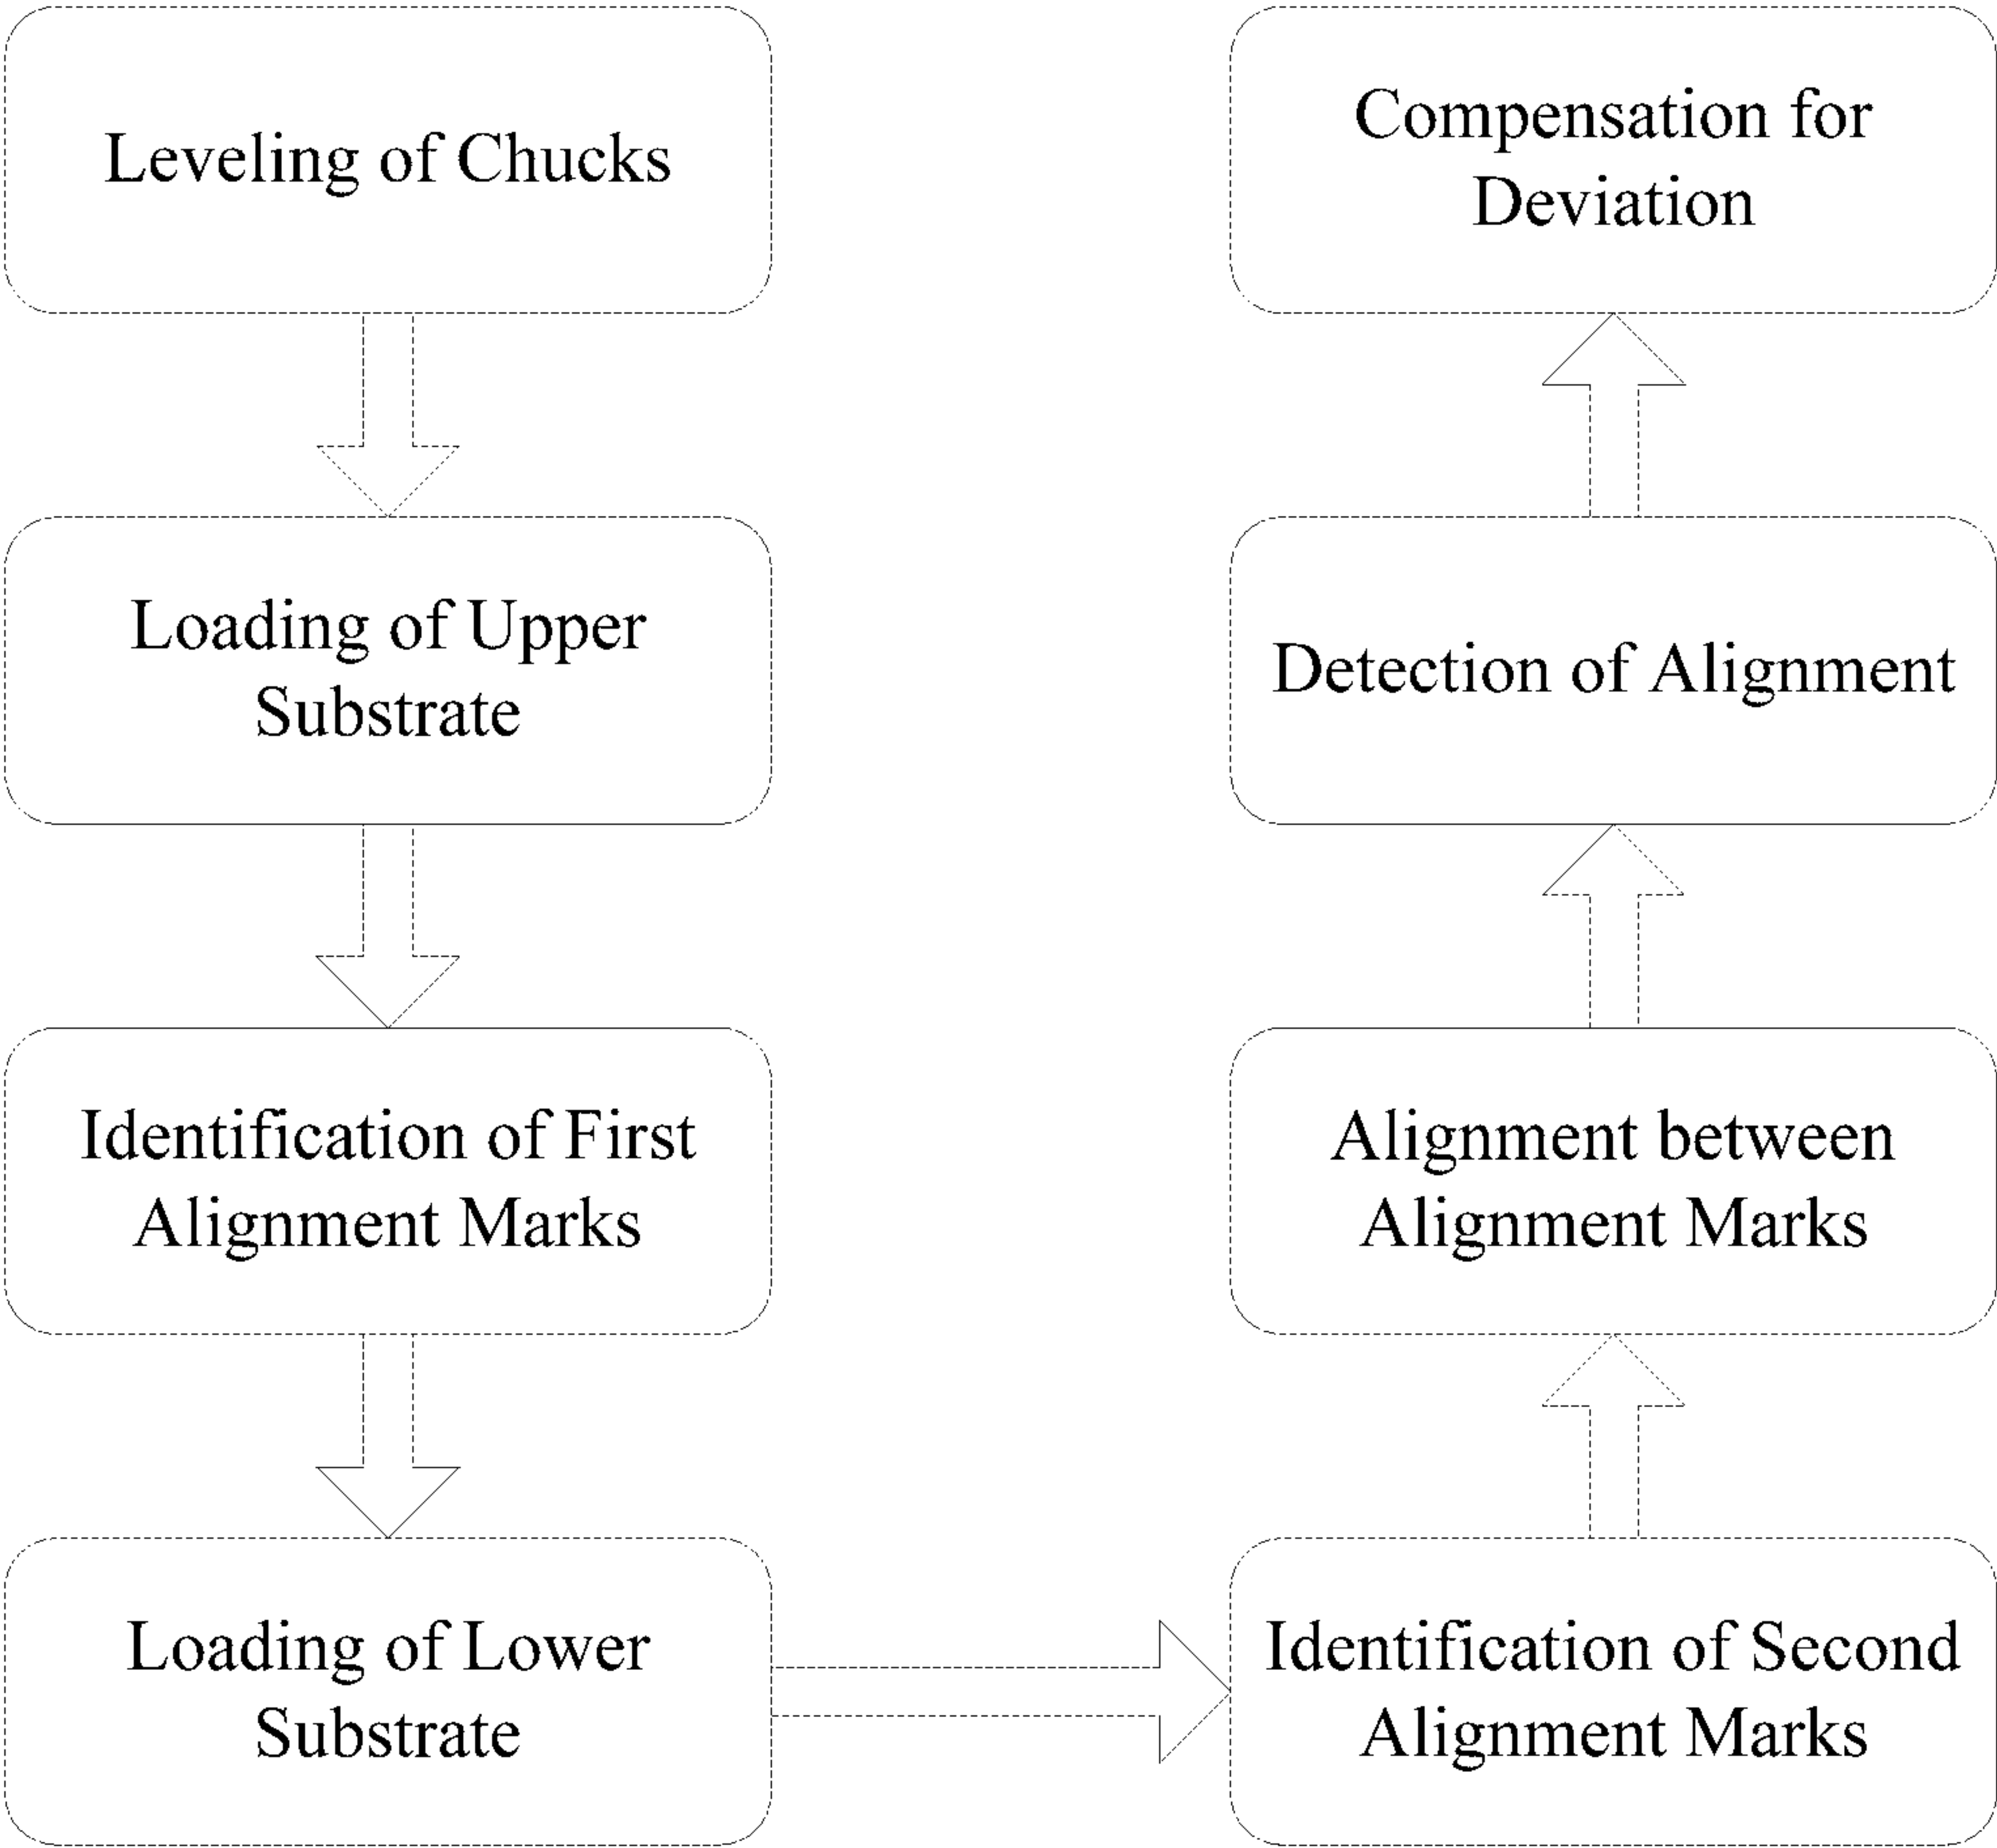 Leveling of Chucks
Loading of Upper
Substrate
Identification of First
Alignment Marks
Loading of Lower
Substrate
Identification of Second
Alignment Marks
Alignment between
Alignment Marks
Detection of Alignment
Compensation for
Deviation